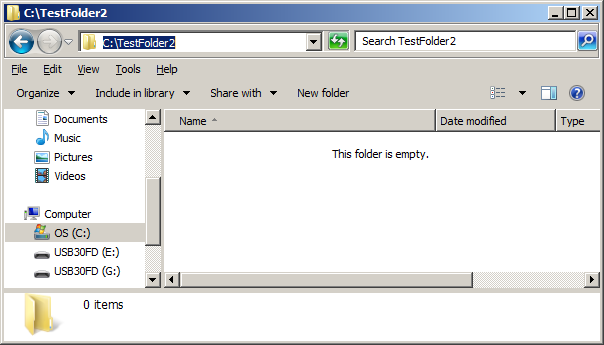 C:\TestFolder2
C:\TestFolder2 Search TestFolder2
File Edit View Tools Help
Organize Include in library Share with New folder
Documents
Music
Pictures
Videos
Computer
OS (C:)
USB30FD (E:)
USB30FD (G:)
Name Date modified Type
This folder is empty.
0 items